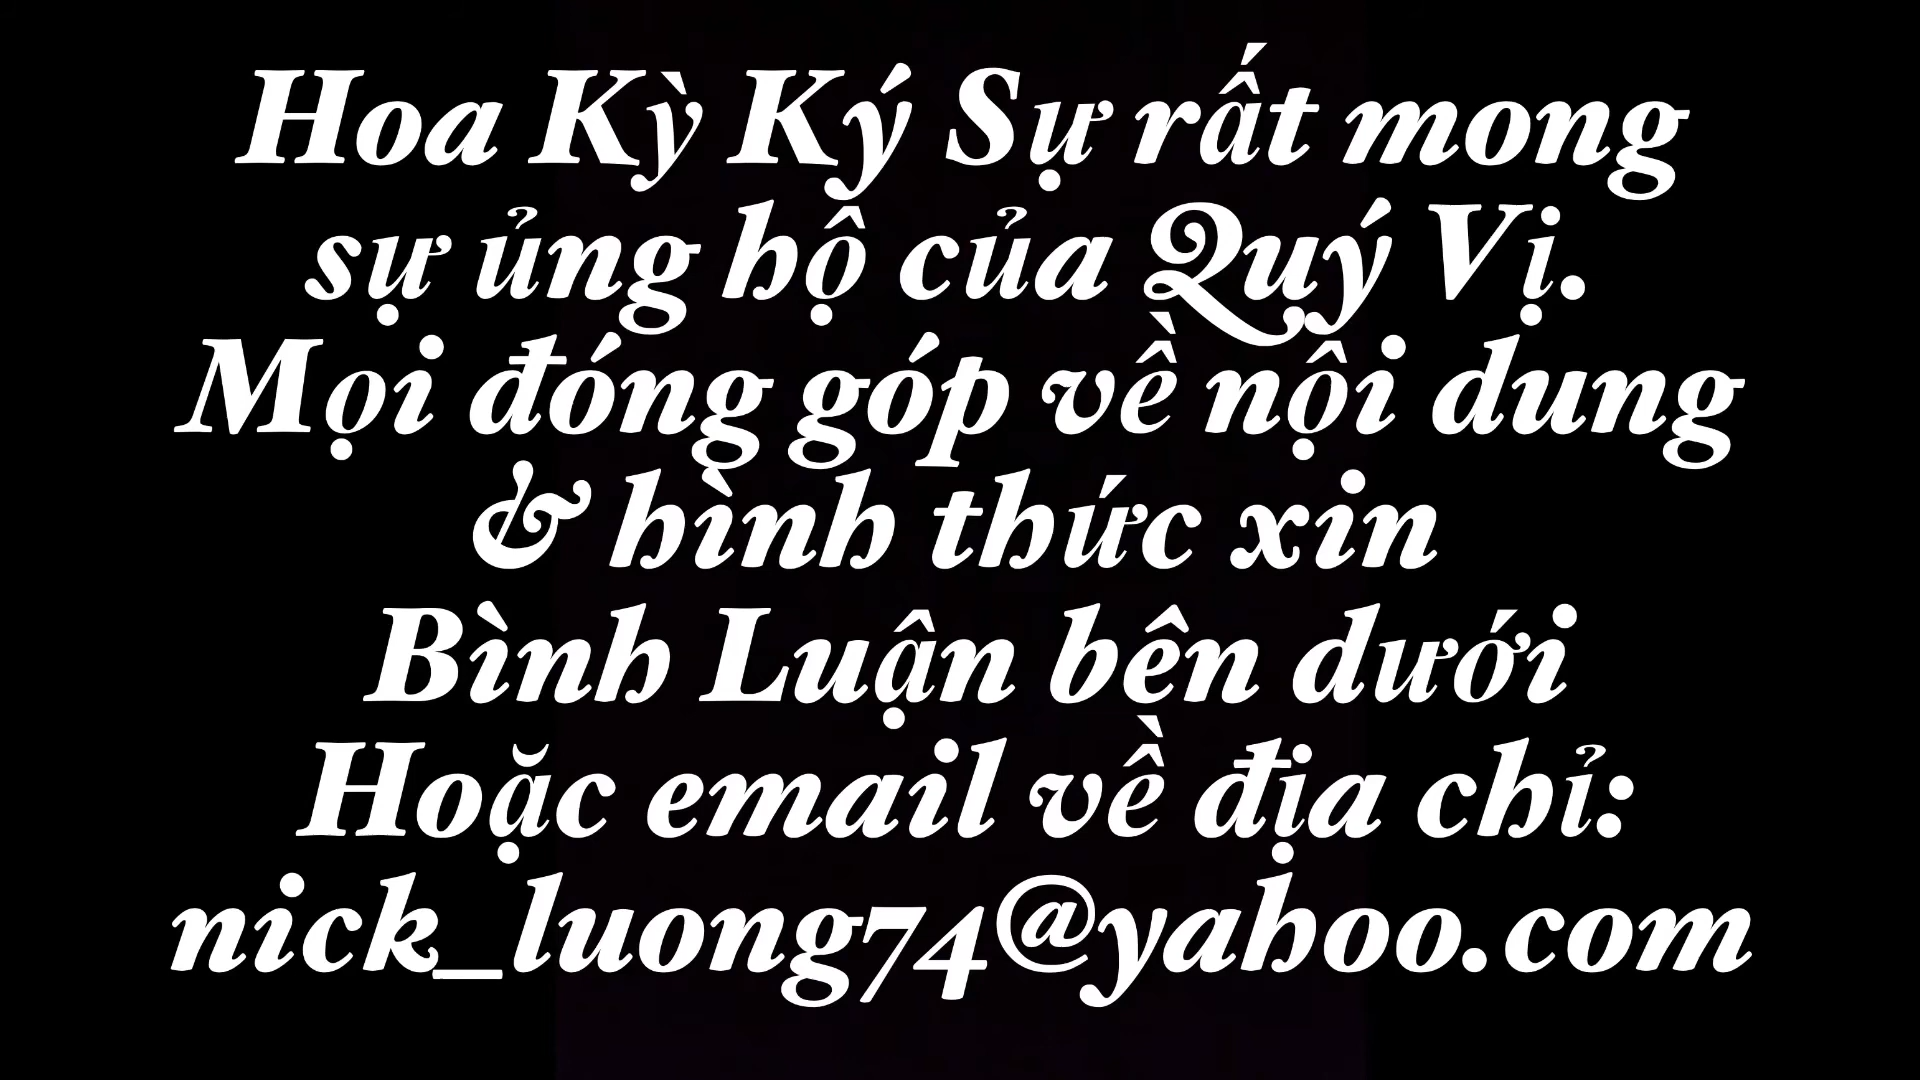 Hoa Kỳ Ký Sự rất mong
sự ủng hộ của Quý Vị.
Mọi đóng góp về nội dung
& hình thức xin
Bình Luận bên dưới
Hoặc email về địa chỉ:
nick_luong74@yahoo.com